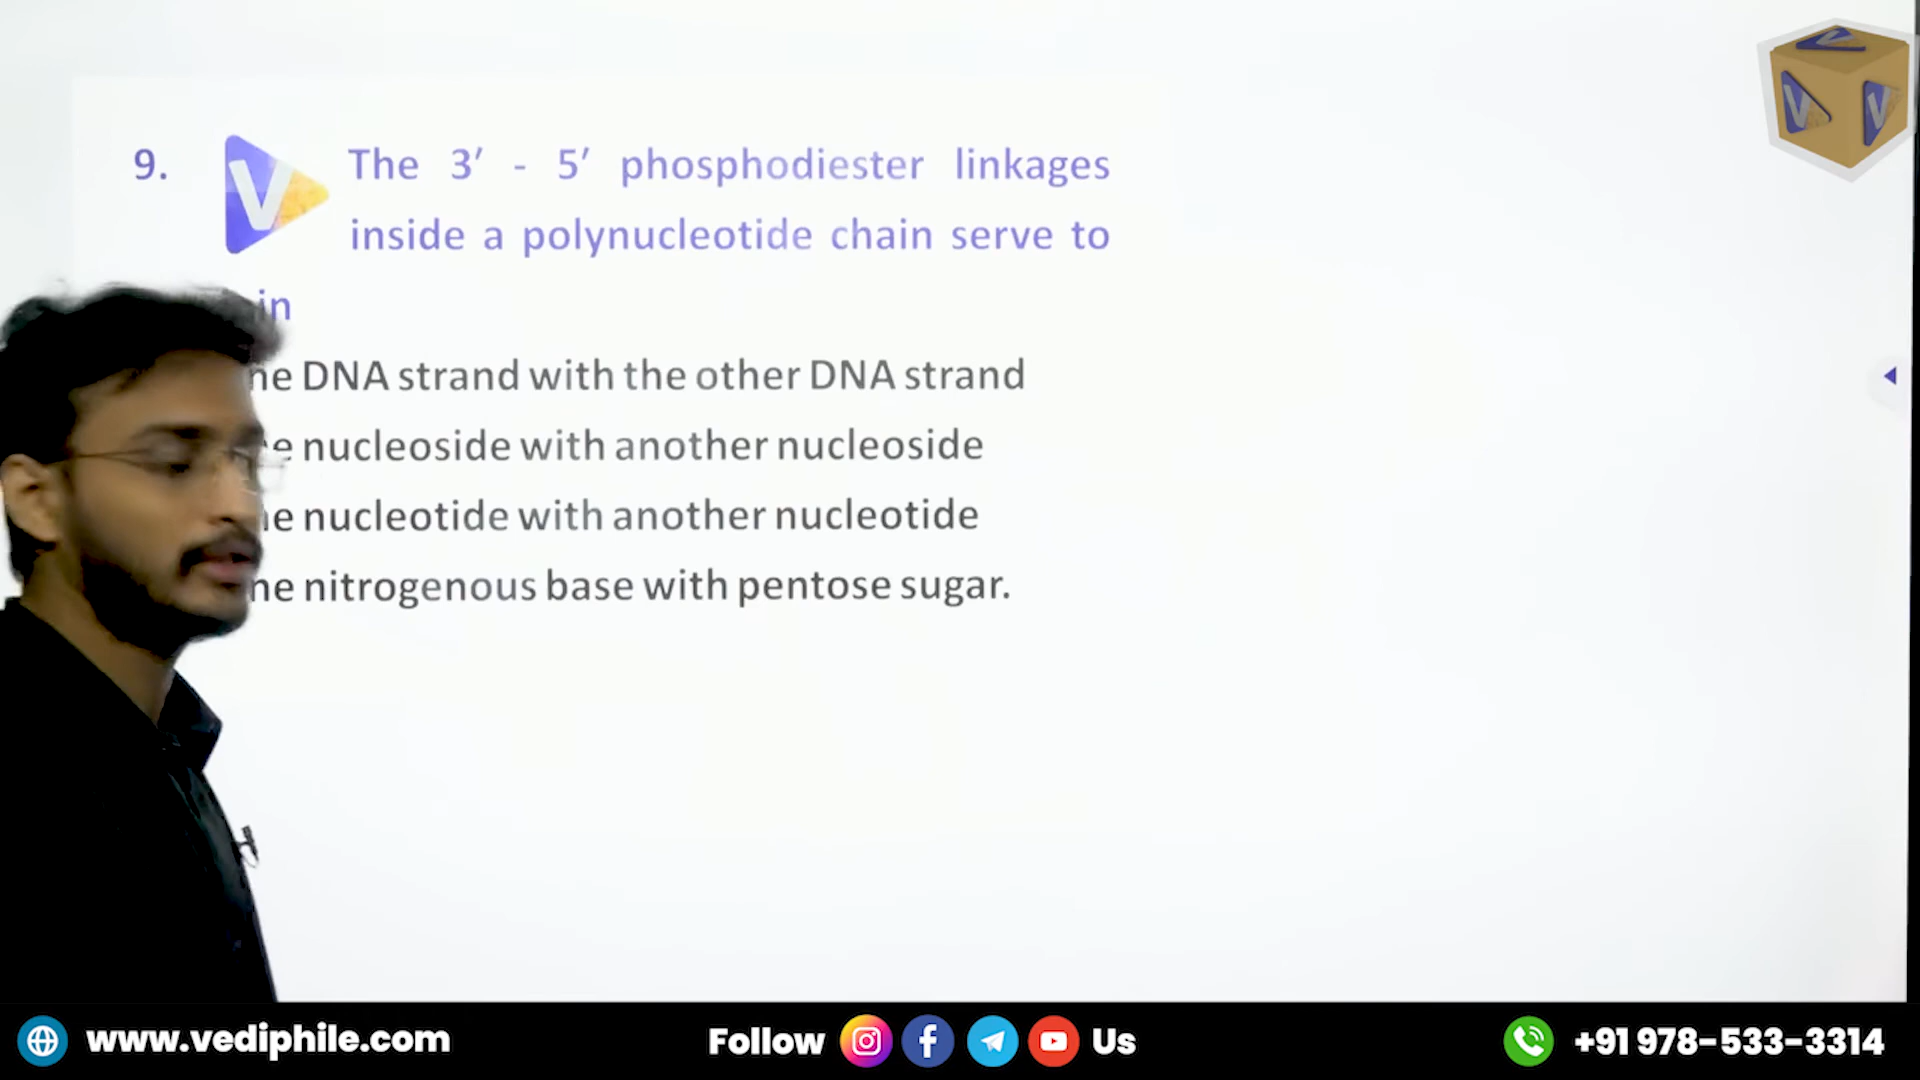 9. The 3′ - 5′ phosphodiester linkages
inside a polynucleotide chain serve to
in
DNA strand with the other DNA strand
nucleoside with another nucleoside
nucleotide with another nucleotide
nitrogenous base with pentose sugar.
www.vediphile.com Follow Us +91 978-533-3314